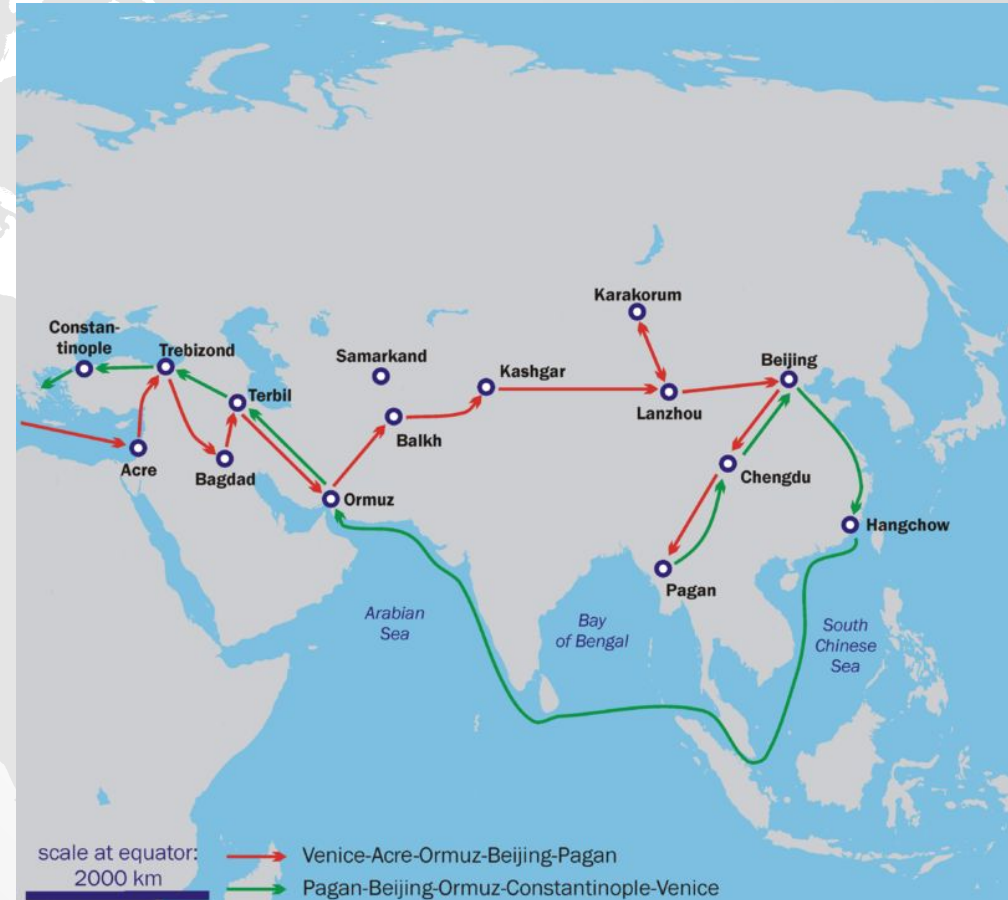 Karakorum
Constan-
tinople
Trebizond
Samarkand
Beijing
Kashgar
Terbil
Lanzhou
Balkh
Acre
Bagdad
Chengdu
Ormuz
Hangchow
Pagan
Arabian
Sea
Bay
of Bengal
South
Chinese
Sea
scale at equator:
2000 km
Venice-Acre-Ormuz-Beijing-Pagan
Pagan-Beijing-Ormuz-Constantinople-Venice